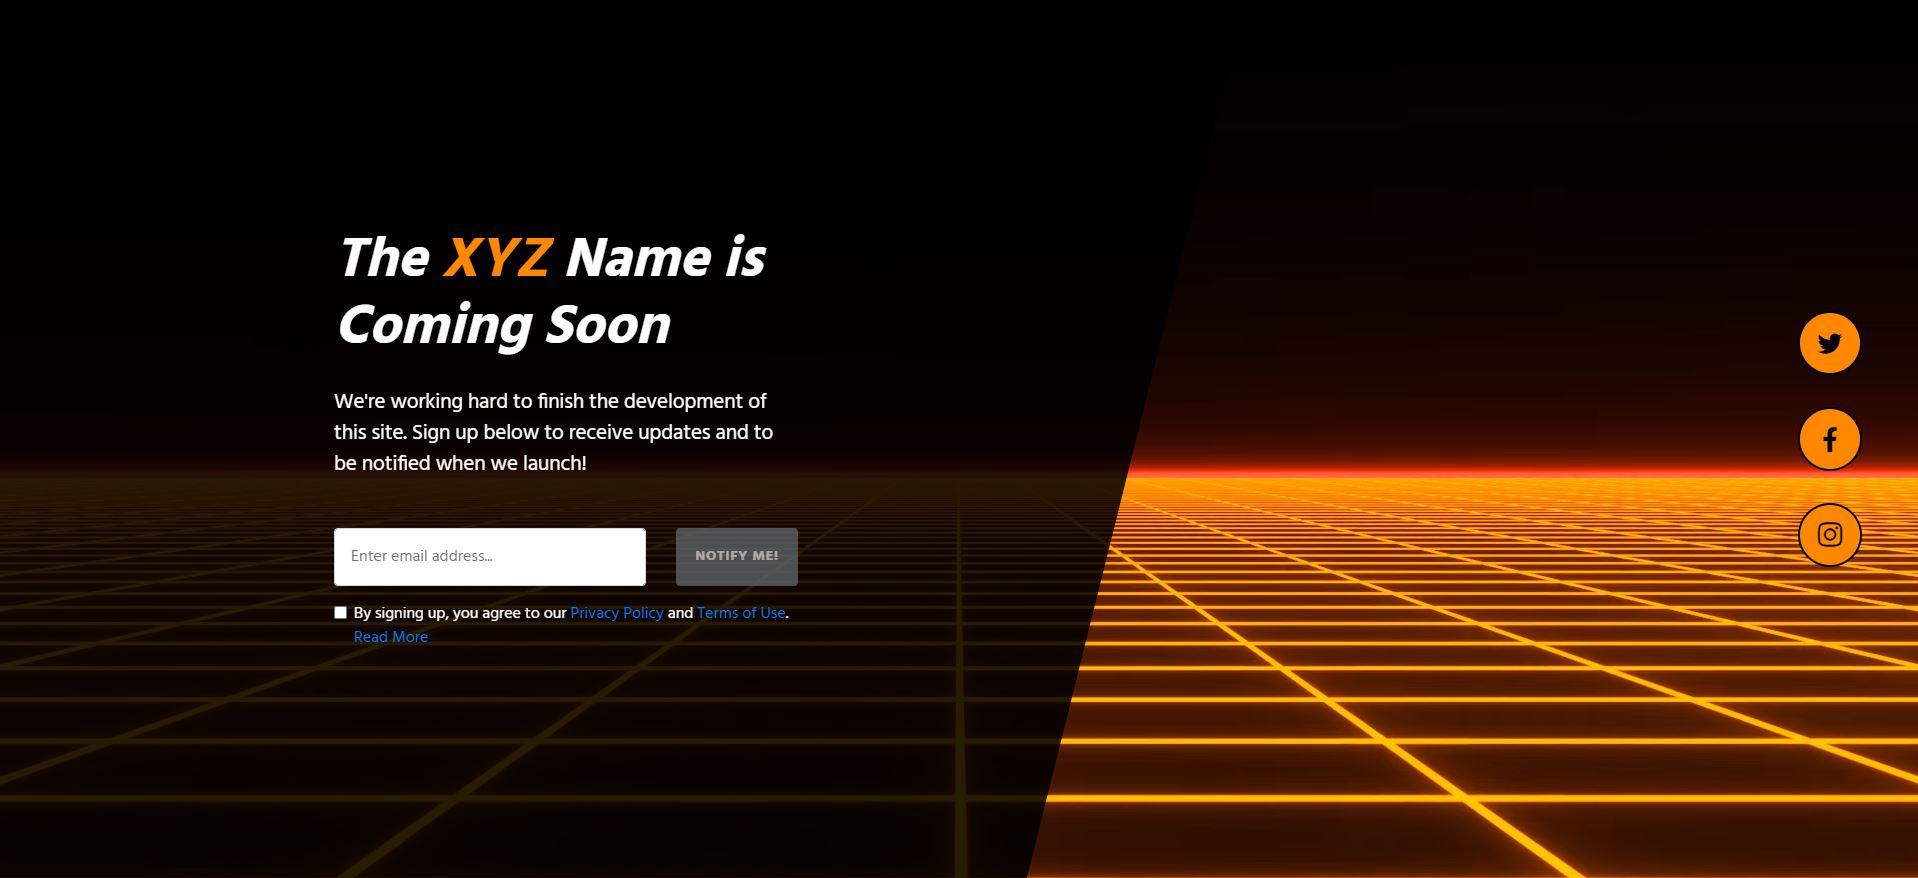 The XYZ Name is
Coming Soon
We're working hard to finish the development of
this site. Sign up below to receive updates and to
be notified when we launch!
Enter email address...
NOTIFY ME!
By signing up, you agree to our Privacy Policy and Terms of Use.
Read More